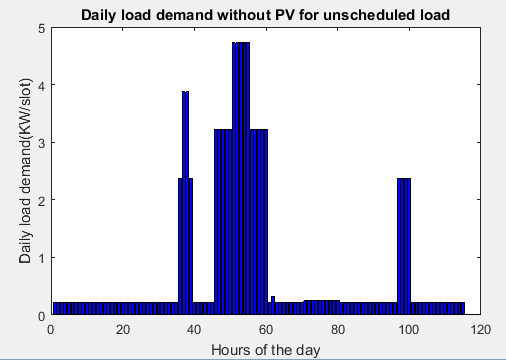 Daily load demand without PV for unscheduled load
5
4
3
2
1
0
Daily load demand(KW/slot)
0 20 40 60 80 100 120
Hours of the day